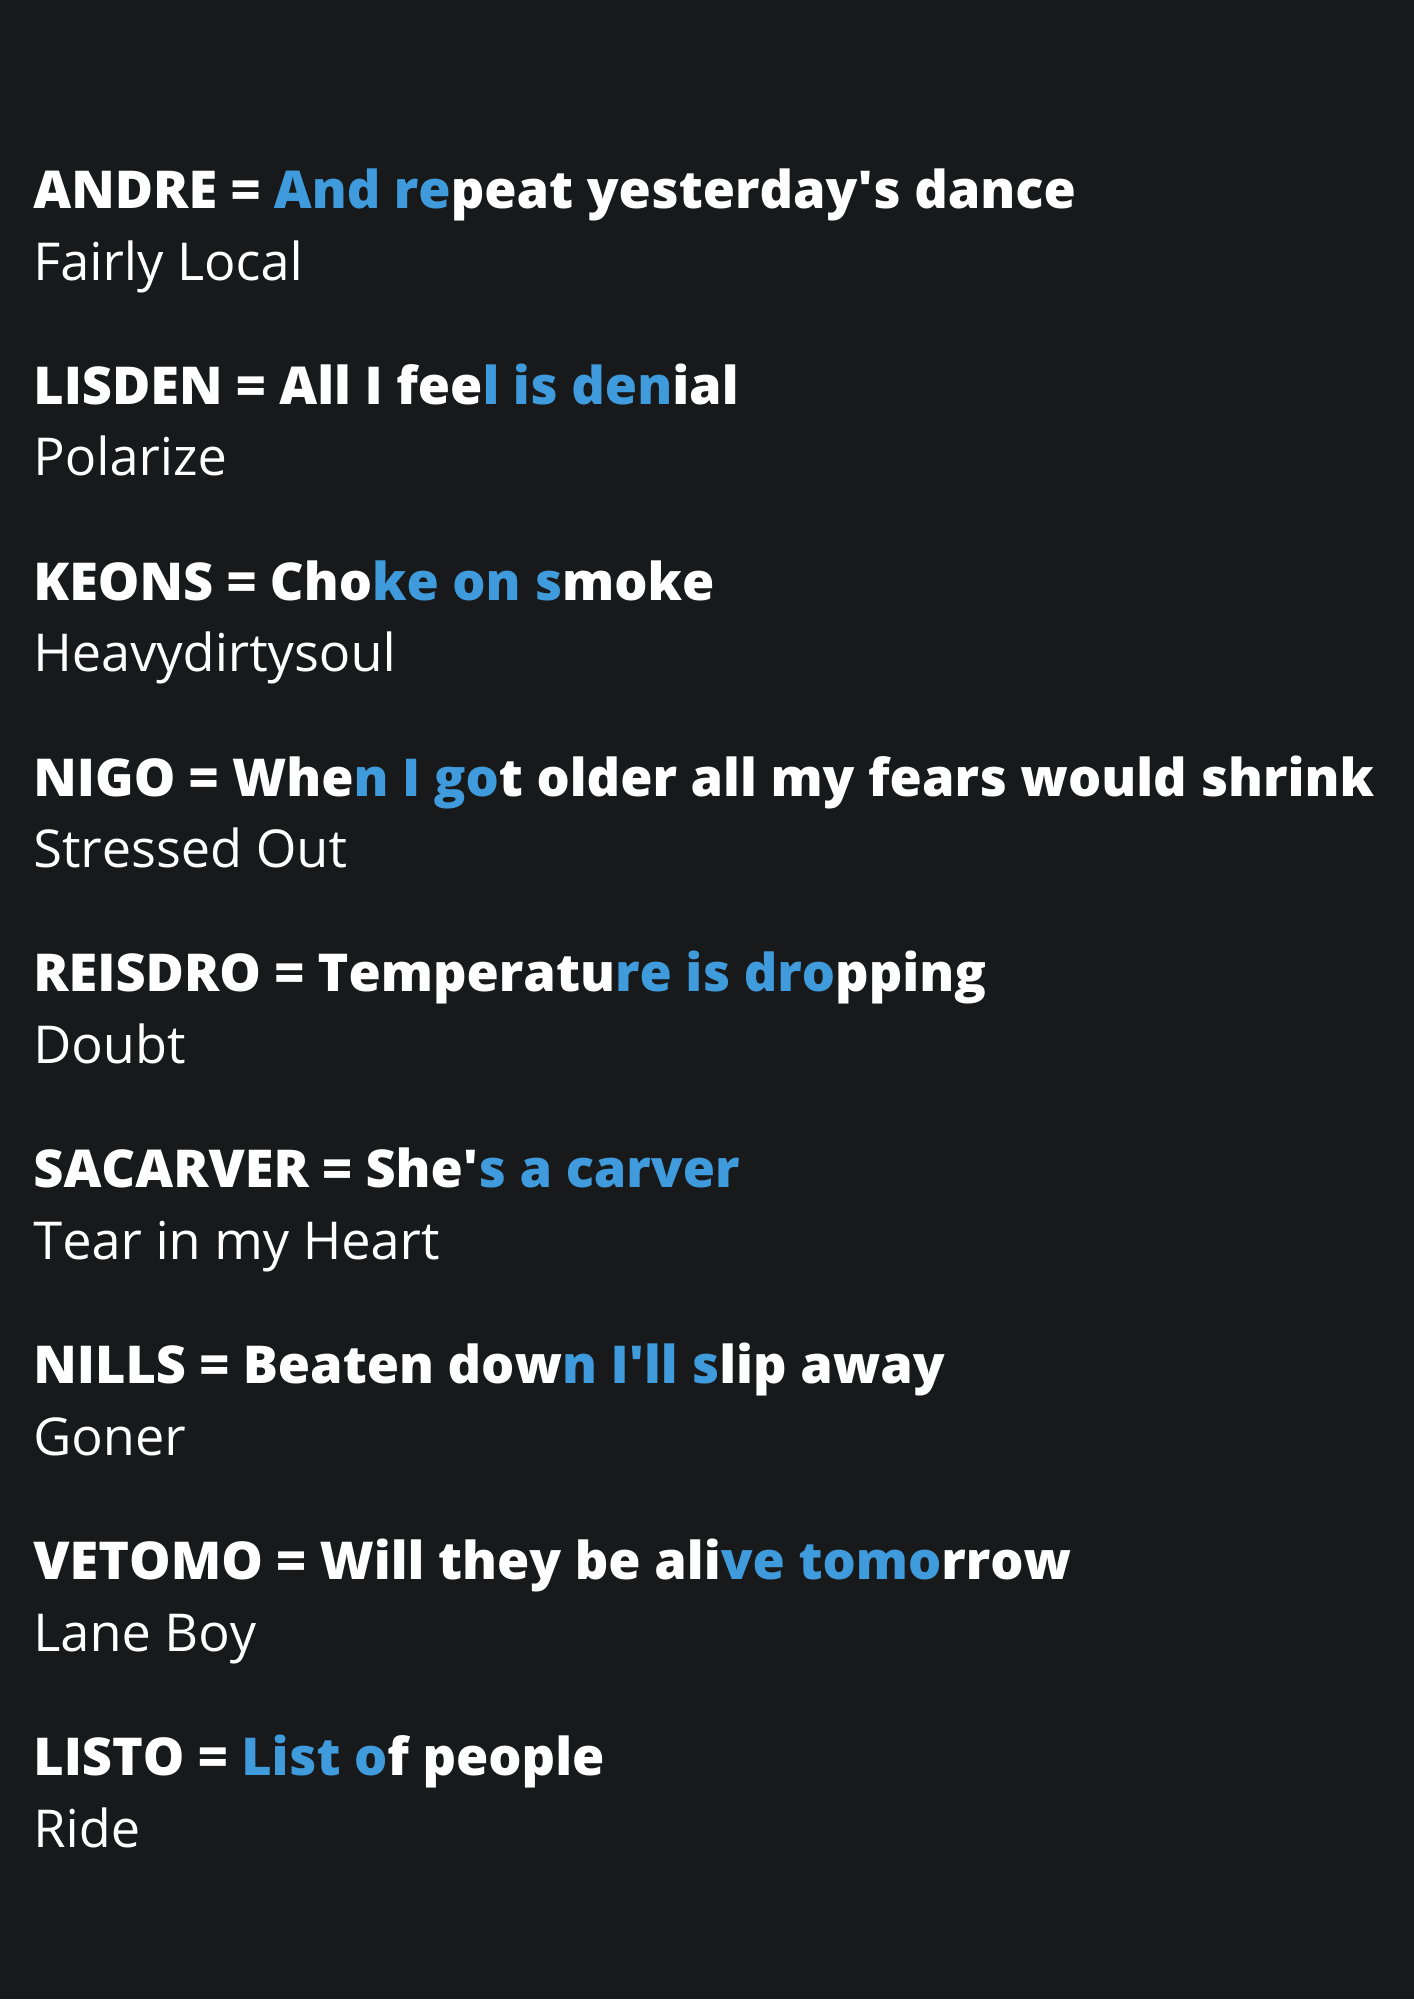 ANDRE = And repeat yesterday's dance
Fairly Local
LISDEN = All I feel is denial
Polarize
KEONS = Choke on smoke
Heavydirtysoul
NIGO = When I got older all my fears would shrink
Stressed Out
REISDRO = Temperature is dropping
Doubt
SACARVER = She's a carver
Tear in my Heart
NILLS = Beaten down I'll slip away
Goner
VETOMO = Will they be alive tomorrow
Lane Boy
LISTO = List of people
Ride